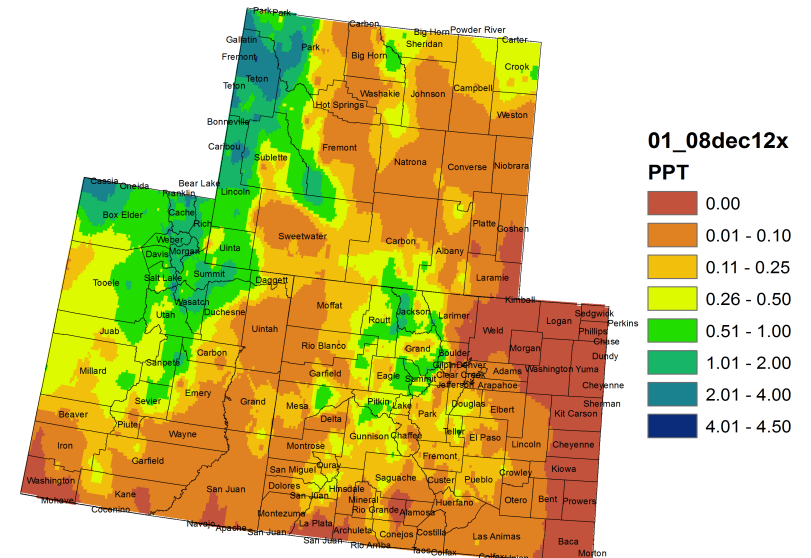 Park Park
Carbon
Big Horn Powder River
Gallatin
Park
Sheridan
Carter
Fremont
Big Horn
Crook
Teton
Teton
Washakie
Johnson
Campbell
Hot Springs
Weston
Bonneville
Caribou
Sublette
Fremont
Natrona
Converse
Niobrara
Cassia
Oneida
Bear Lake
Franklin
Lincoln
Box Elder
Cache
Rich
Platte
Goshen
Weber
Sweetwater
Carbon
Davis
Morgan
Uinta
Albany
Salt Lake
Summit
Daggett
Laramie
Tooele
Wasatch
Kimball
Utah
Duchesne
Moffat
Jackson
Larimer
Sedgwick
Routt
Logan
Perkins
Juab
Uintah
Weld
Phillips
Chase
Rio Blanco
Grand
Morgan
Sanpete
Carbon
Boulder
Dundy
Gilpin
Denver
Millard
Garfield
Eagle
Clear Creek
Adams
Washington
Yuma
Summit
Jefferson
Arapahoe
Cheyenne
Sevier
Emery
Grand
Mesa
Pitkin
Lake
Park
Douglas
Elbert
Sherman
Beaver
Delta
Kit Carson
Piute
Wayne
Gunnison
Chaffee
Teller
El Paso
Iron
Montrose
Lincoln
Cheyenne
Garfield
San Miguel
Ouray
Fremont
Kiowa
Washington
Dolores
Saguache
Custer
Pueblo
Crowley
Mohave
Kane
San Juan
San Juan
Hinsdale
Mineral
Huerfano
Otero
Bent
Prowers
Coconino
Montezuma
Rio Grande
Alamosa
Navajo
Apache
San Juan
La Plata
Archuleta
Conejos
Costilla
Las Animas
Baca
San Juan
Rio Arriba
Taos
Colfax
Colfax
Union
Morton
01_08dec12x
PPT
0.00
0.01 - 0.10
0.11 - 0.25
0.26 - 0.50
0.51 - 1.00
1.01 - 2.00
2.01 - 4.00
4.01 - 4.50